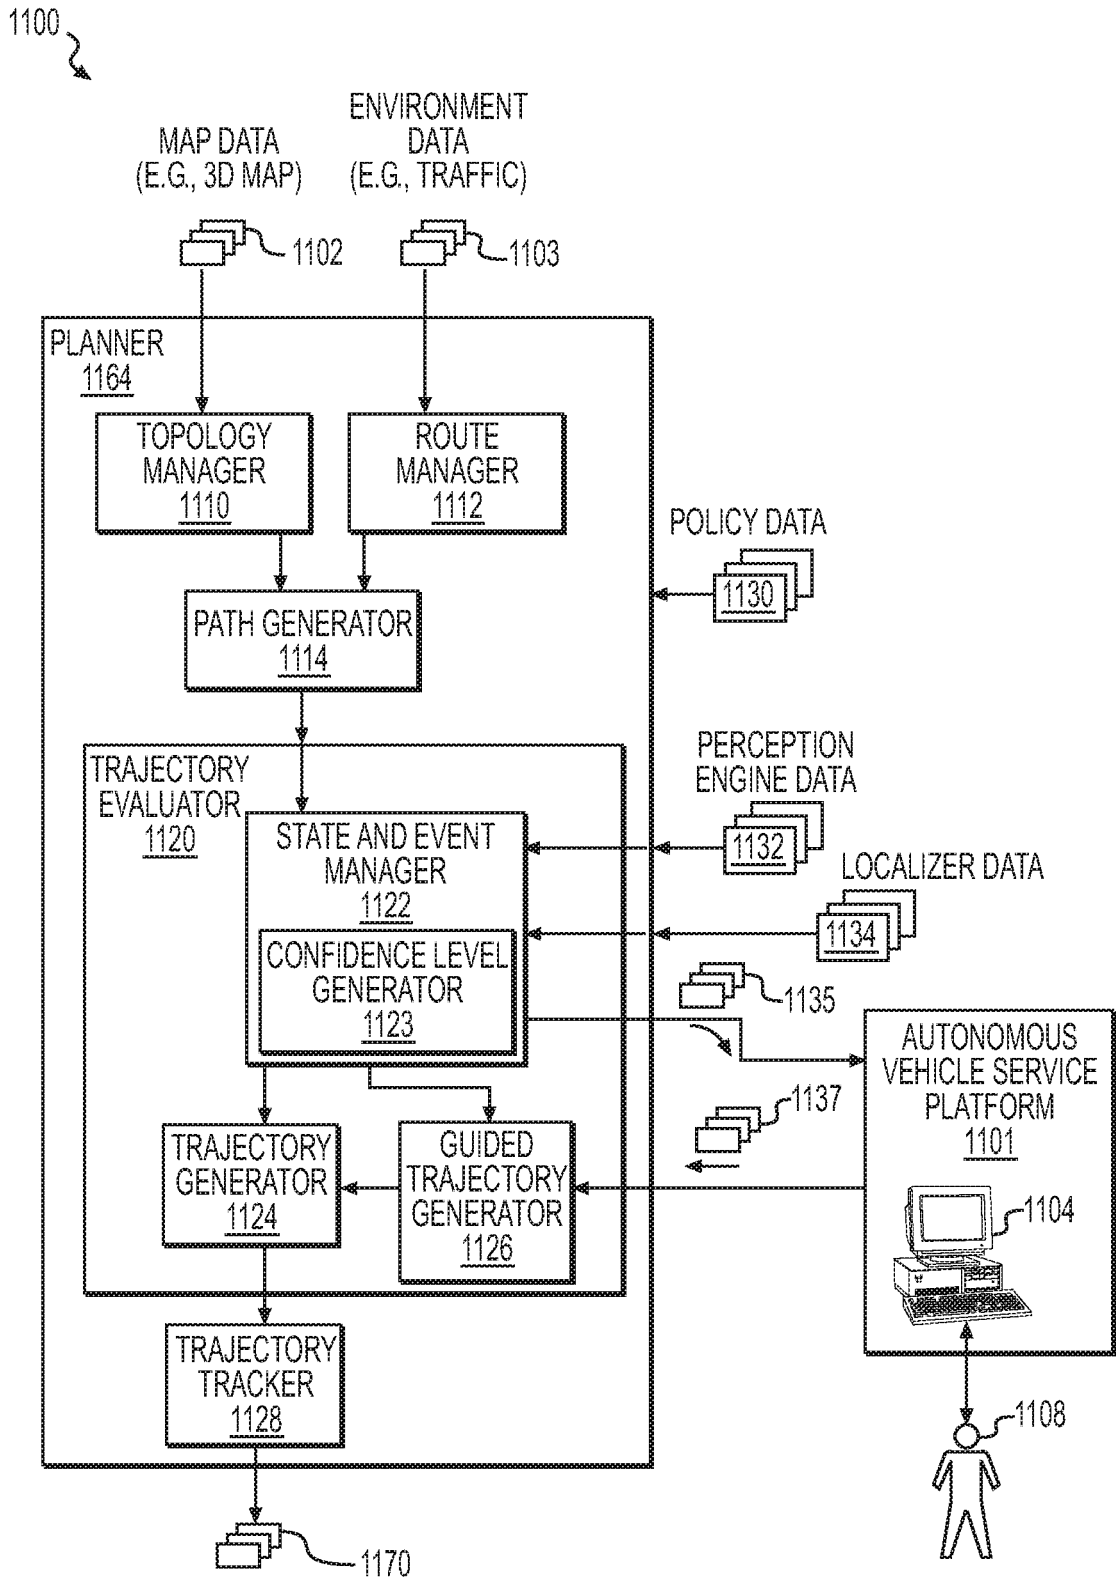 1100
MAP DATA
(E.G., 3D MAP)
ENVIRONMENT
DATA
(E.G., TRAFFIC)
1102
1103
PLANNER
1164
TOPOLOGY
MANAGER
1110
ROUTE
MANAGER
1112
POLICY DATA
1130
PATH GENERATOR
1114
TRAJECTORY
EVALUATOR
1120
PERCEPTION
ENGINE DATA
1132
STATE AND EVENT
MANAGER
1122
LOCALIZER DATA
1134
CONFIDENCE LEVEL
GENERATOR
1123
1135
AUTONOMOUS
VEHICLE SERVICE
PLATFORM
1101
1137
TRAJECTORY
GENERATOR
1124
GUIDED
TRAJECTORY
GENERATOR
1126
1104
TRAJECTORY
TRACKER
1128
1108
1170